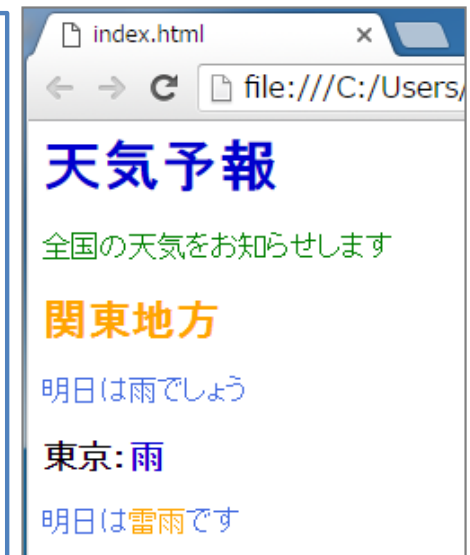 index.html
file:///C:/Users/
天気予報
全国の天気をお知らせします
関東地方
明日は雨でしょう
東京:雨
明日は雷雨です